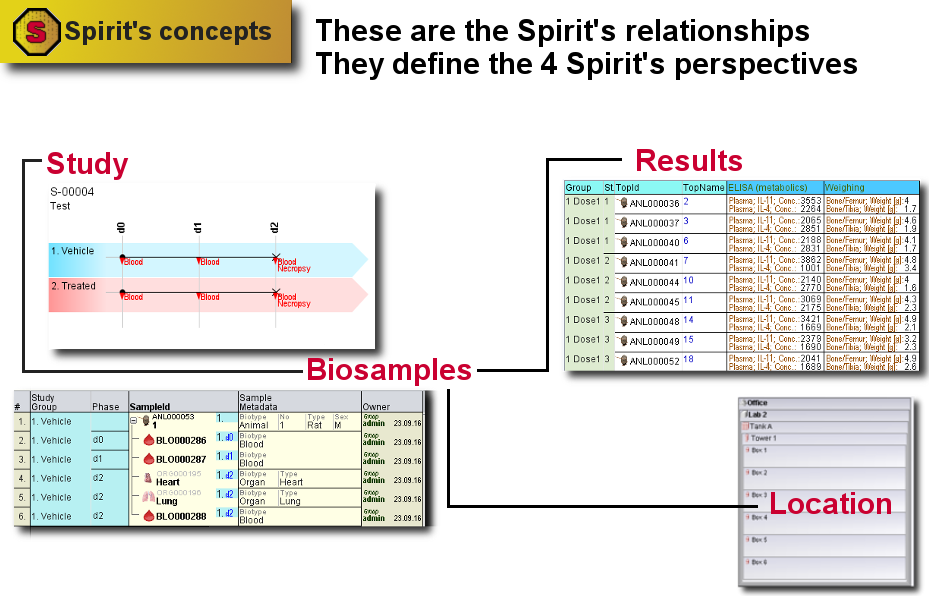 S Spirit's concepts
These are the Spirit's relationships
They define the 4 Spirit's perspectives
Study
S-00004
Test
d0 d1 d2
1. Vehicle
Blood Blood Blood
Necropsy
2. Treated
Blood Blood Blood
Necropsy
Results
Group St TopId TopName ELISA (metabolics) Weighing
1 Dose1 1 ANL000036 2 Plasma; IL-11; Conc.: 3553 Bone/Femur; Weight [g]: 4
Plasma; IL-4; Conc.: 2264 Bone/Tibia; Weight [g]: 1.7
1 Dose1 1 ANL000037 3 Plasma; IL-11; Conc.: 2065 Bone/Femur; Weight [g]: 4.6
Plasma; IL-4; Conc.: 2851 Bone/Tibia; Weight [g]: 1.9
1 Dose1 1 ANL000040 6 Plasma; IL-11; Conc.: 2188 Bone/Femur; Weight [g]: 4.1
Plasma; IL-4; Conc.: 2831 Bone/Tibia; Weight [g]: 1.7
1 Dose1 2 ANL000041 7 Plasma; IL-11; Conc.: 3862 Bone/Femur; Weight [g]: 4.8
Plasma; IL-4; Conc.: 1001 Bone/Tibia; Weight [g]: 3.4
1 Dose1 2 ANL000044 10 Plasma; IL-11; Conc.: 2140 Bone/Femur; Weight [g]: 4
Plasma; IL-4; Conc.: 2770 Bone/Tibia; Weight [g]: 1.6
1 Dose1 2 ANL000045 11 Plasma; IL-11; Conc.: 3069 Bone/Femur; Weight [g]: 4.3
Plasma; IL-4; Conc.: 2175 Bone/Tibia; Weight [g]: 2.3
1 Dose1 3 ANL000048 14 Plasma; IL-11; Conc.: 3421 Bone/Femur; Weight [g]: 4.9
Plasma; IL-4; Conc.: 1669 Bone/Tibia; Weight [g]: 2.1
1 Dose1 3 ANL000049 15 Plasma; IL-11; Conc.: 2379 Bone/Femur; Weight [g]: 3.2
Plasma; IL-4; Conc.: 1690 Bone/Tibia; Weight [g]: 2.3
1 Dose1 3 ANL000052 18 Plasma; IL-11; Conc.: 2041 Bone/Femur; Weight [g]: 4.9
Plasma; IL-4; Conc.: 1689 Bone/Tibia; Weight [g]: 2.6
Biosamples
Study Sample
# Group Phase SampleId Metadata Owner
1. 1. Vehicle ANL000053 1. Biotype No Type Sex Group
1 Animal 1 Rat M admin 23.09.16
2. 1. Vehicle d0 BLO000286 1. d0 Biotype Group
Blood admin 23.09.16
3. 1. Vehicle d1 BLO000287 1. d1 Biotype Group
Blood admin 23.09.16
4. 1. Vehicle d2 ORG000195 1. d2 Biotype Type Group
Heart Organ Heart admin 23.09.16
5. 1. Vehicle d2 ORG000196 1. d2 Biotype Type Group
Lung Organ Lung admin 23.09.16
6. 1. Vehicle d2 BLO000288 1. d2 Biotype Group
Blood admin 23.09.16
Office
Lab 2
Tank A
Tower 1
Box 1
Box 2
Box 3
Location
Box 4
Box 5
Box 6